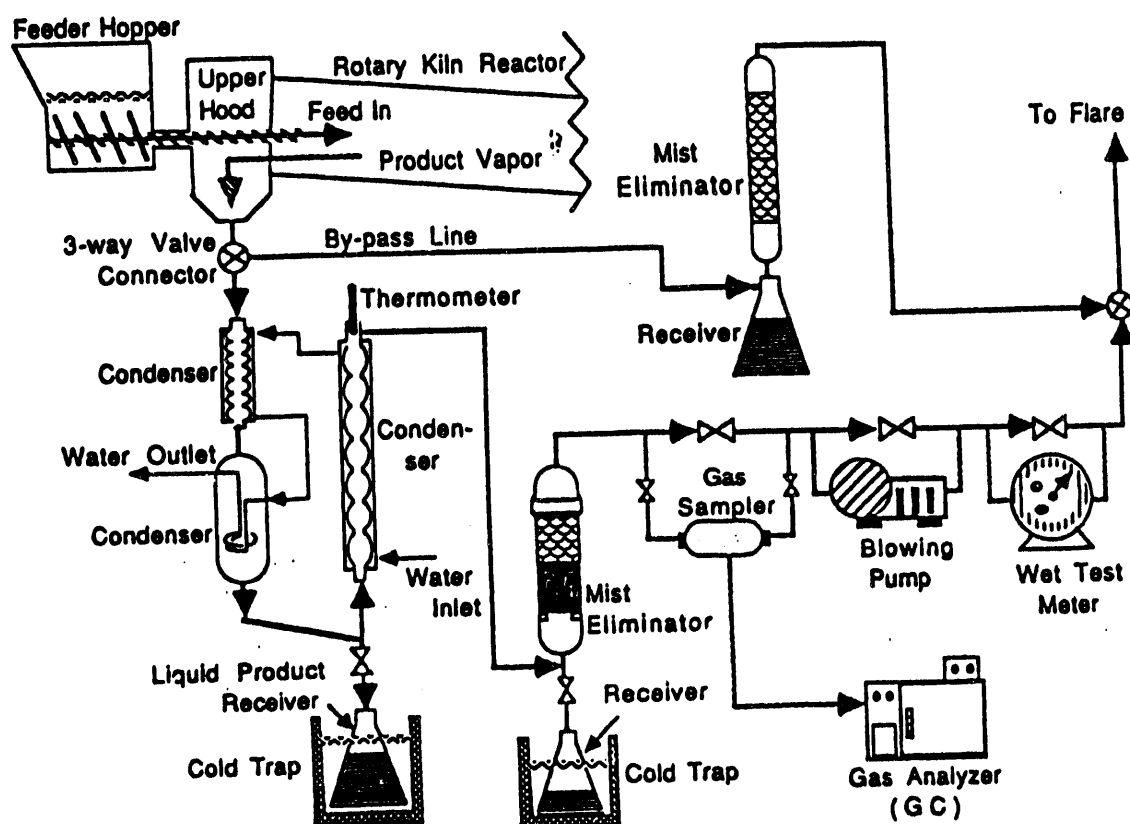 Feeder Hopper
Upper
Hood
Rotary Kiln Reactor
Feed In
Product Vapor
3-way Valve
Connector
By-pass Line
Mist
Eliminator
To Flare
Thermometer
Receiver
Condenser
Conden-
ser
Water Outlet
Condenser
Water
Inlet
Gas
Sampler
Blowing
Pump
Wet Test
Meter
Mist
Eliminator
Liquid Product
Receiver
Receiver
Cold Trap
Cold Trap
Gas Analyzer
(GC)